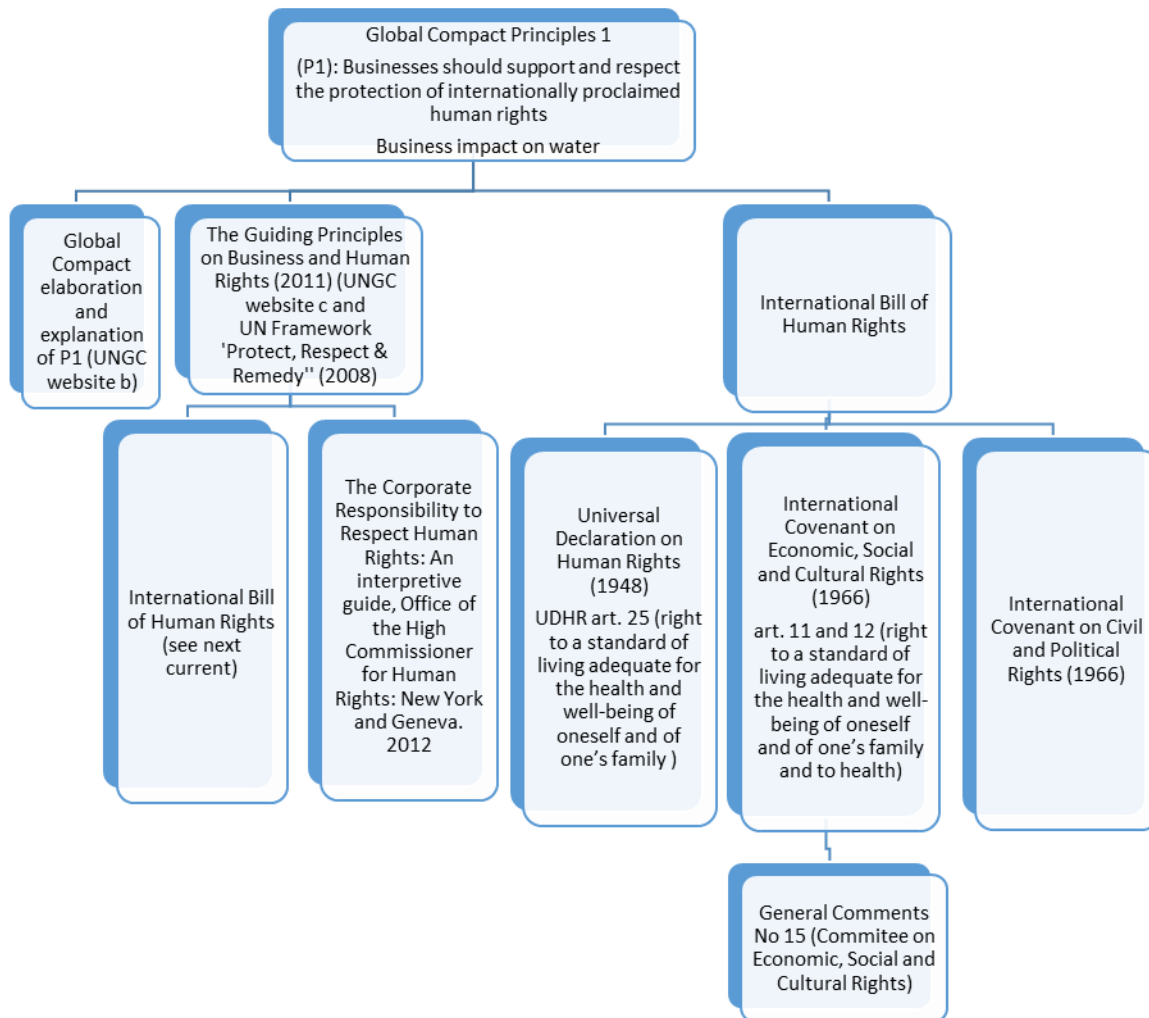 Global Compact Principles 1
(P1): Businesses should support and respect
the protection of internationally proclaimed
human rights
Business impact on water
Global
Compact
elaboration
and
explanation
of P1 (UNGC
website b)
The Guiding Principles
on Business and Human
Rights (2011) (UNGC
website c and
UN Framework
'Protect, Respect &
Remedy'' (2008)
International Bill of
Human Rights
International Bill
of Human Rights
(see next
current)
The Corporate
Responsibility to
Respect Human
Rights: An
interpretive
guide, Office of
the High
Commissioner
for Human
Rights: New York
and Geneva.
2012
Universal
Declaration on
Human Rights
(1948)
UDHR art. 25 (right
to a standard of
living adequate for
the health and
well-being of
oneself and of
one’s family )
International
Covenant on
Economic, Social
and Cultural Rights
(1966)
art. 11 and 12 (right
to a standard of
living adequate for
the health and well-
being of oneself
and of one’s family
and to health)
International
Covenant on Civil
and Political
Rights (1966)
General Comments
No 15 (Commitee on
Economic, Social and
Cultural Rights)